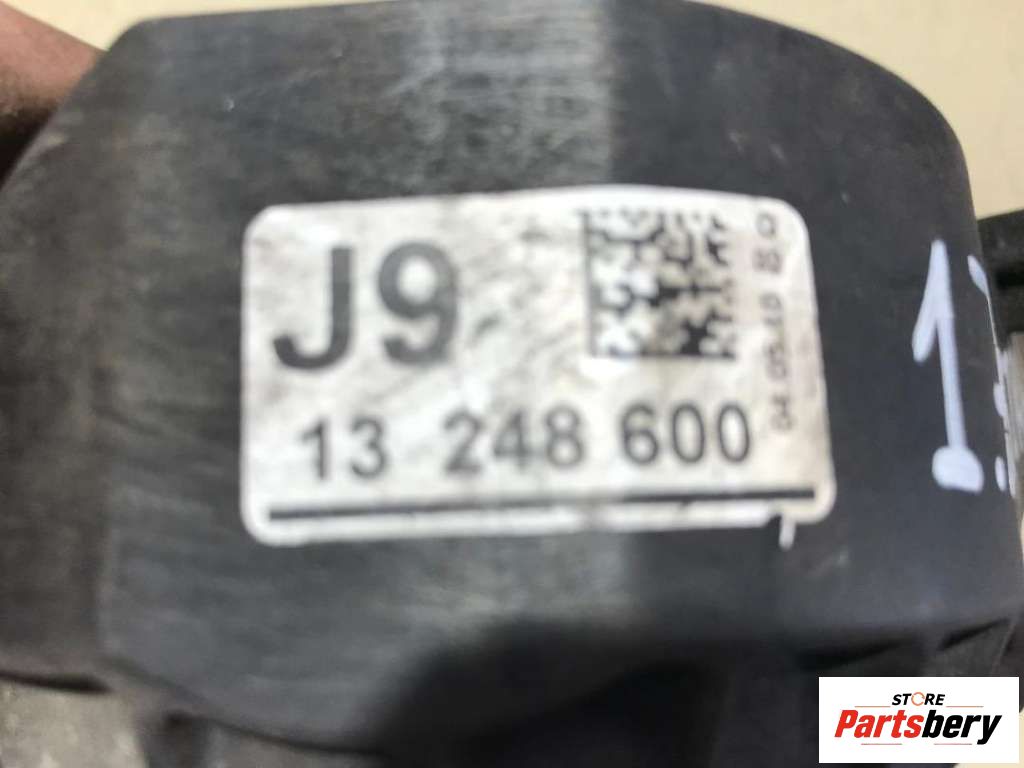 J9
13 248 600
STORE
Partsbery